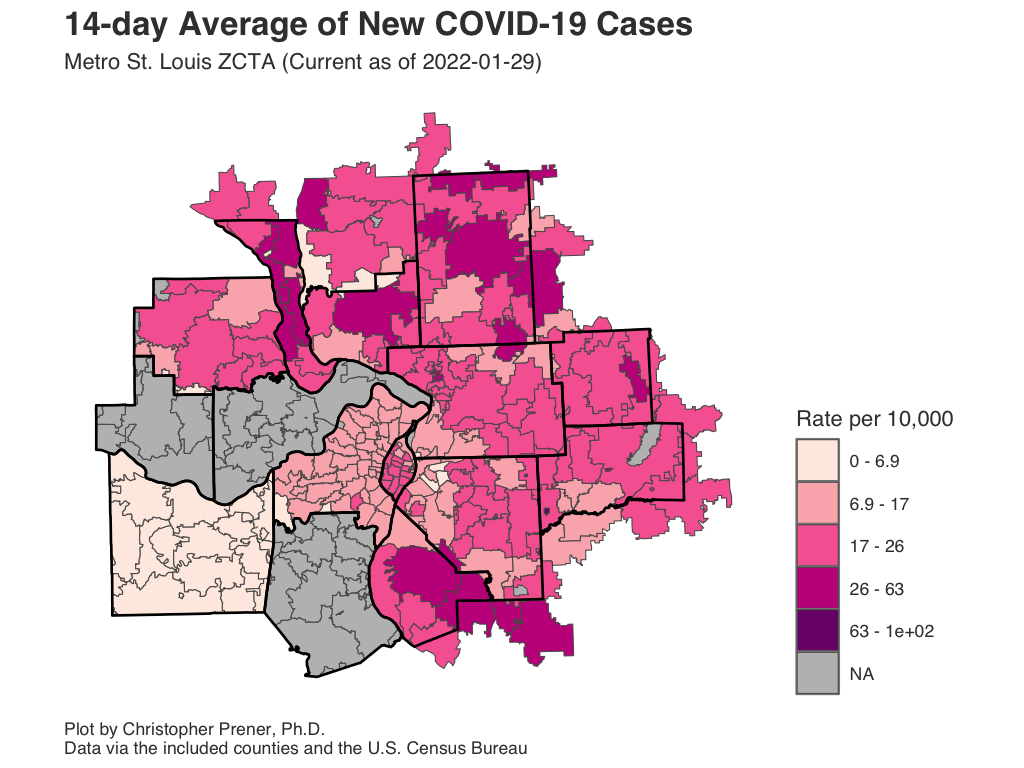 14-day Average of New COVID-19 Cases
Metro St. Louis ZCTA (Current as of 2022-01-29)
Rate per 10,000
0 - 6.9
6.9 - 17
17 - 26
26 - 63
63 - 1e+02
NA
Plot by Christopher Prener, Ph.D.
Data via the included counties and the U.S. Census Bureau